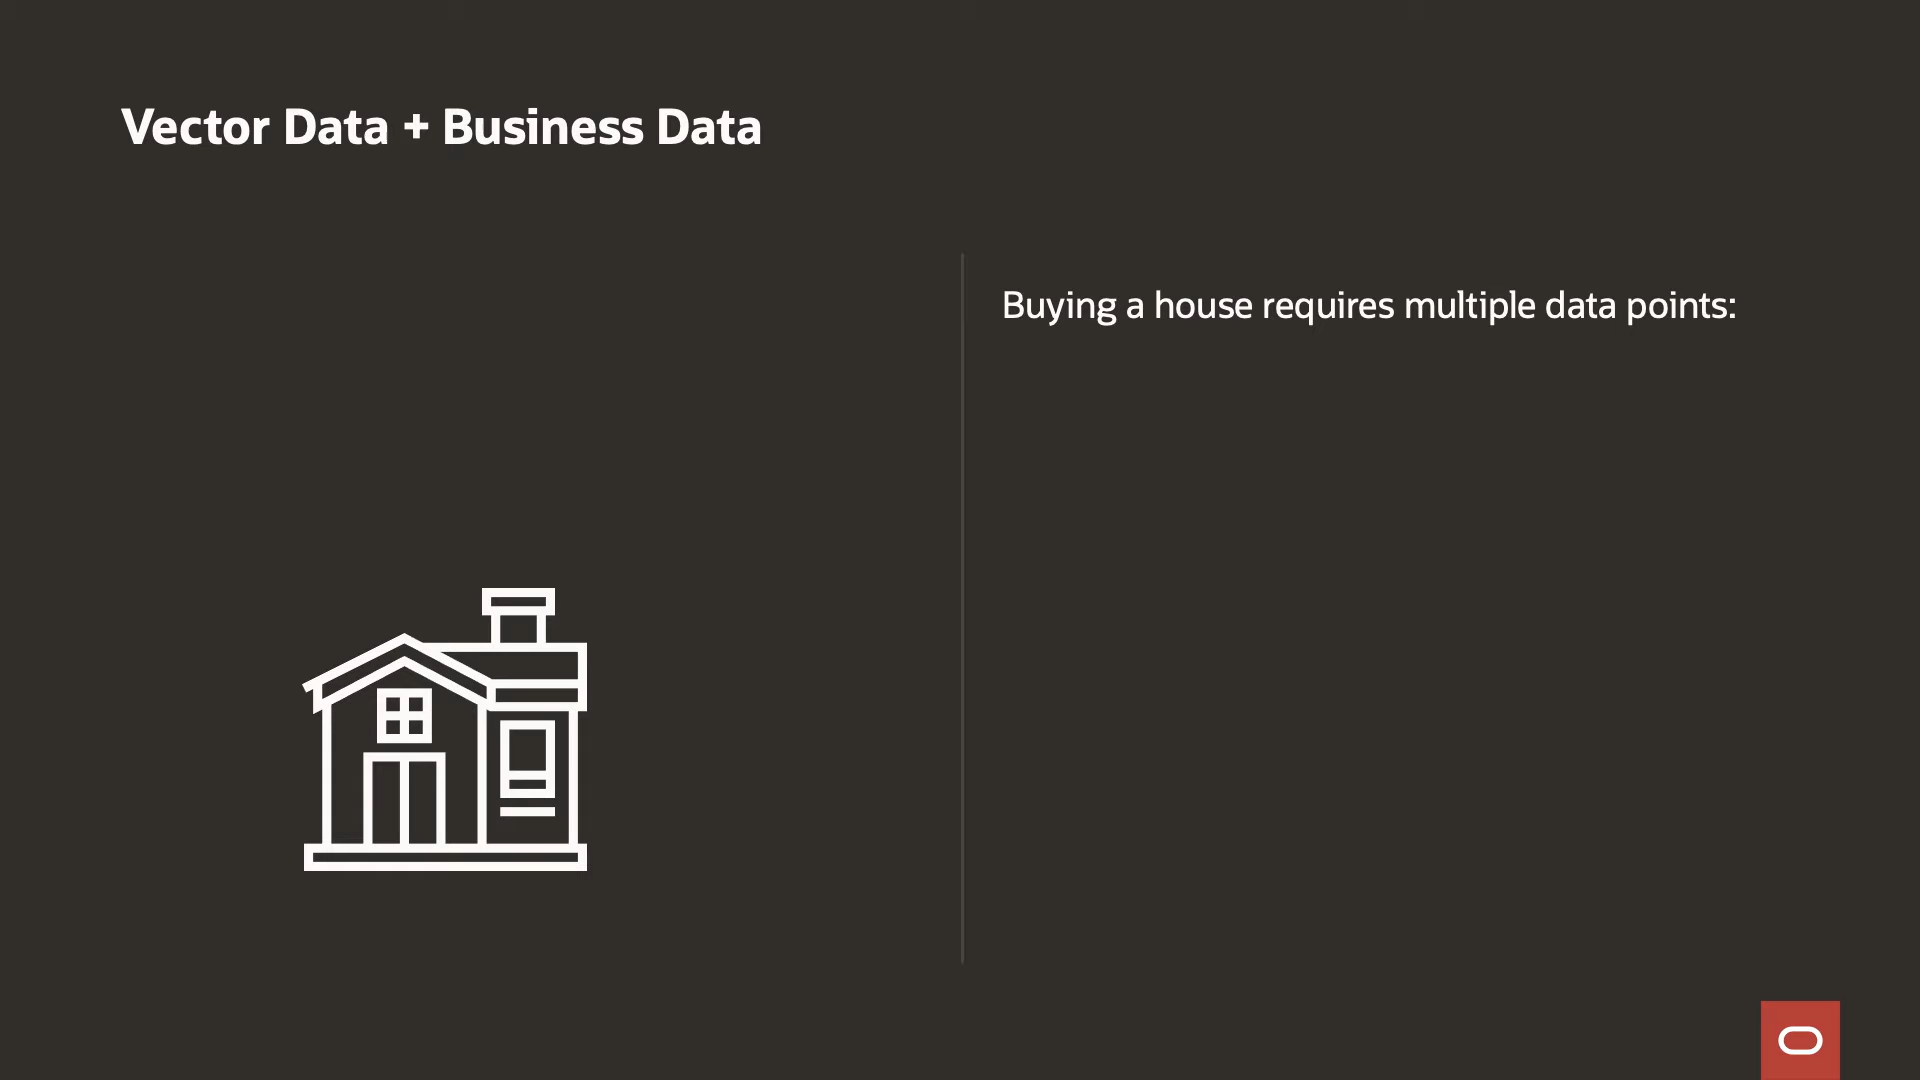 Vector Data + Business Data
Buying a house requires multiple data points: